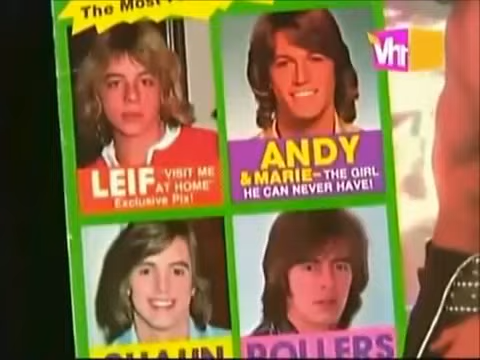 The Most
Vh1
LEIF "VISIT ME
AT HOME"
Exclusive Pix!
ANDY
& MARIE-THE GIRL
HE CAN NEVER HAVE!
SHAUN
ROLLERS